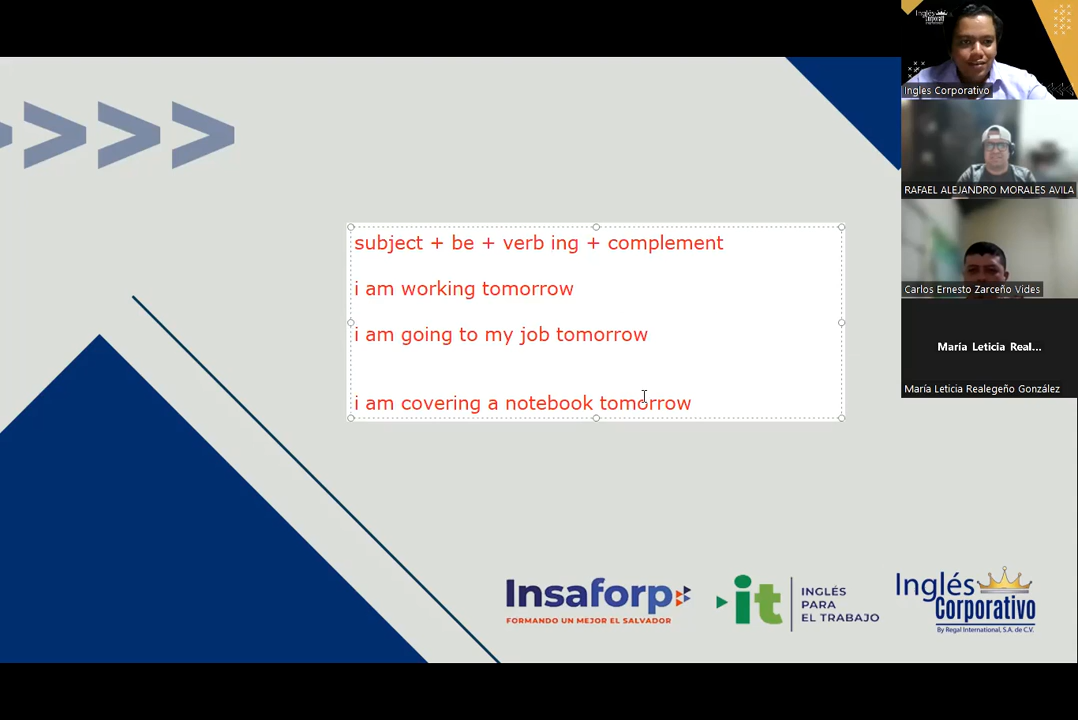 Inglés
Corporativo
Ingles Corporativo
RAFAEL ALEJANDRO MORALES AVILA
Carlos Ernesto Zarceño Vides
María Leticia Real...
María Leticia Realegeño González
subject + be + verb ing + complement
i am working tomorrow
i am going to my job tomorrow
i am covering a notebook tomorrow
Insaforp
FORMANDO UN MEJOR EL SALVADOR
it
INGLÉS
PARA
EL TRABAJO
Inglés
Corporativo
By Regal International, S.A. de C.V.